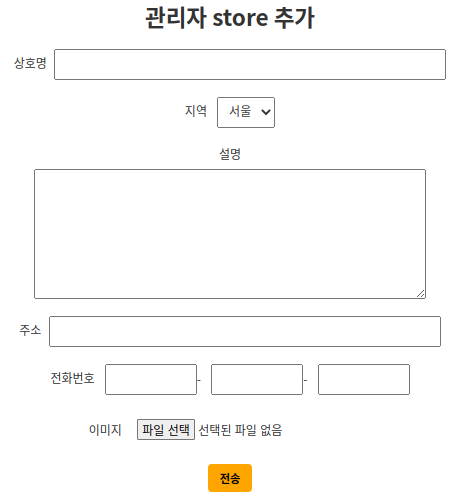 관리자 store 추가
상호명
지역 서울
설명
주소
전화번호 - -
이미지 파일 선택 선택된 파일 없음
전송